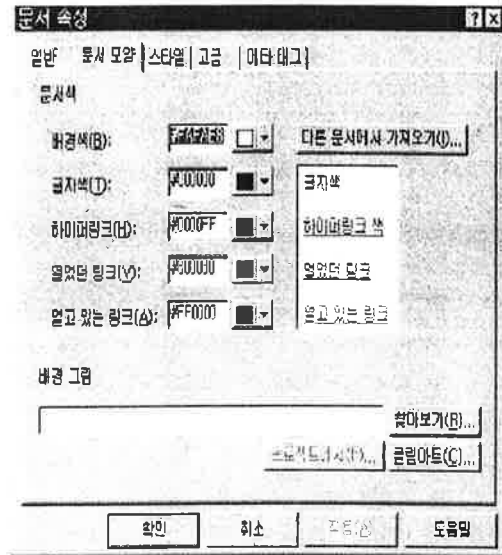 문서 속성
일반 문서 모양 스타일 고급 메타 태그
문서색
배경색(B): 다른 문서에서 가져오기(I)...
글자색(T): #000000 글자색
하이퍼링크(H): #0000FF 하이퍼링크 색
열었던 링크(V): 열었던 링크
열고 있는 링크(A): #FF0000 열고 있는 링크
배경 그림
찾아보기(R)...
클립아트(C)...
확인 취소 적용(A) 도움말